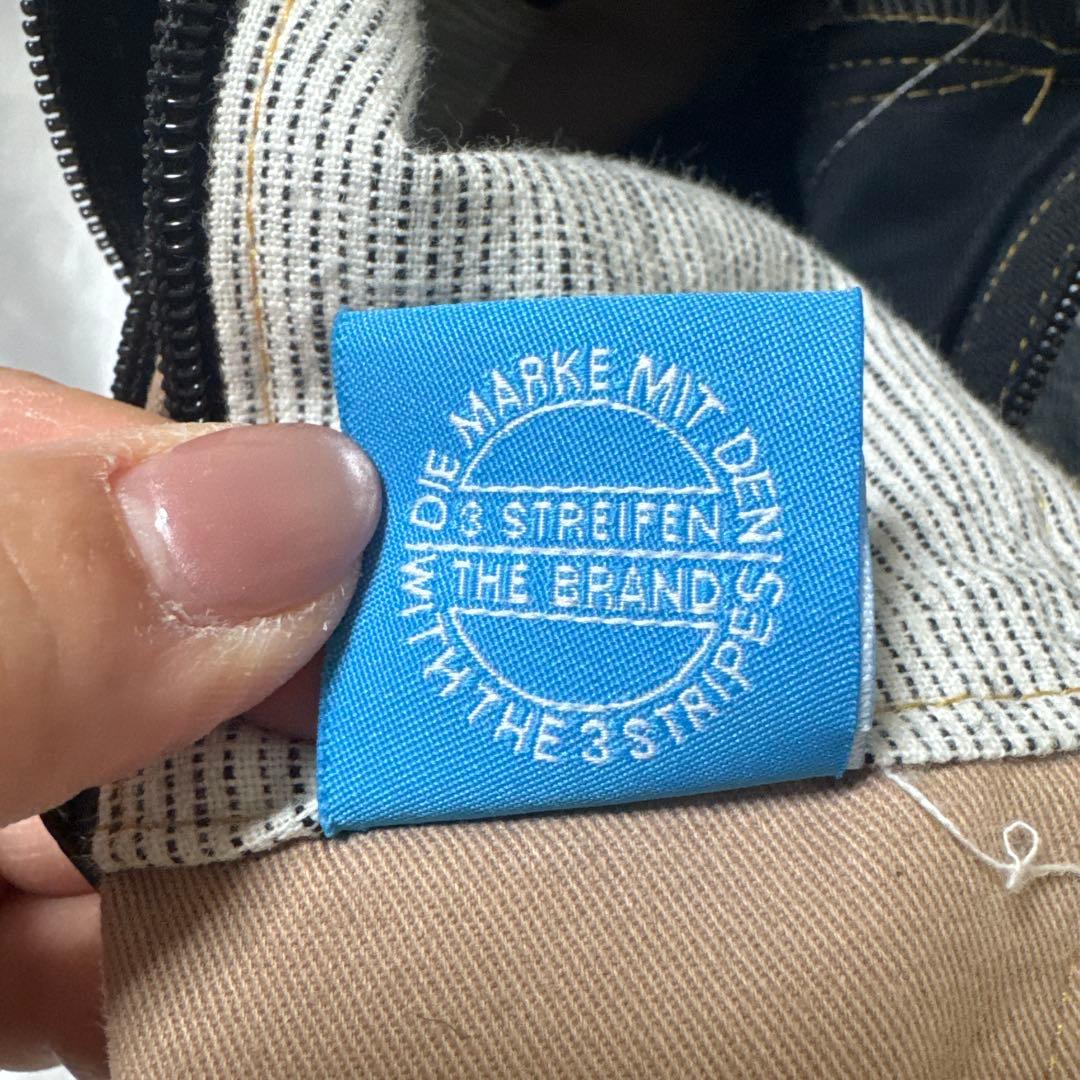 DIE MARKE MIT DEN
3 STREIFEN
THE BRAND
WITH THE 3 STRIPES